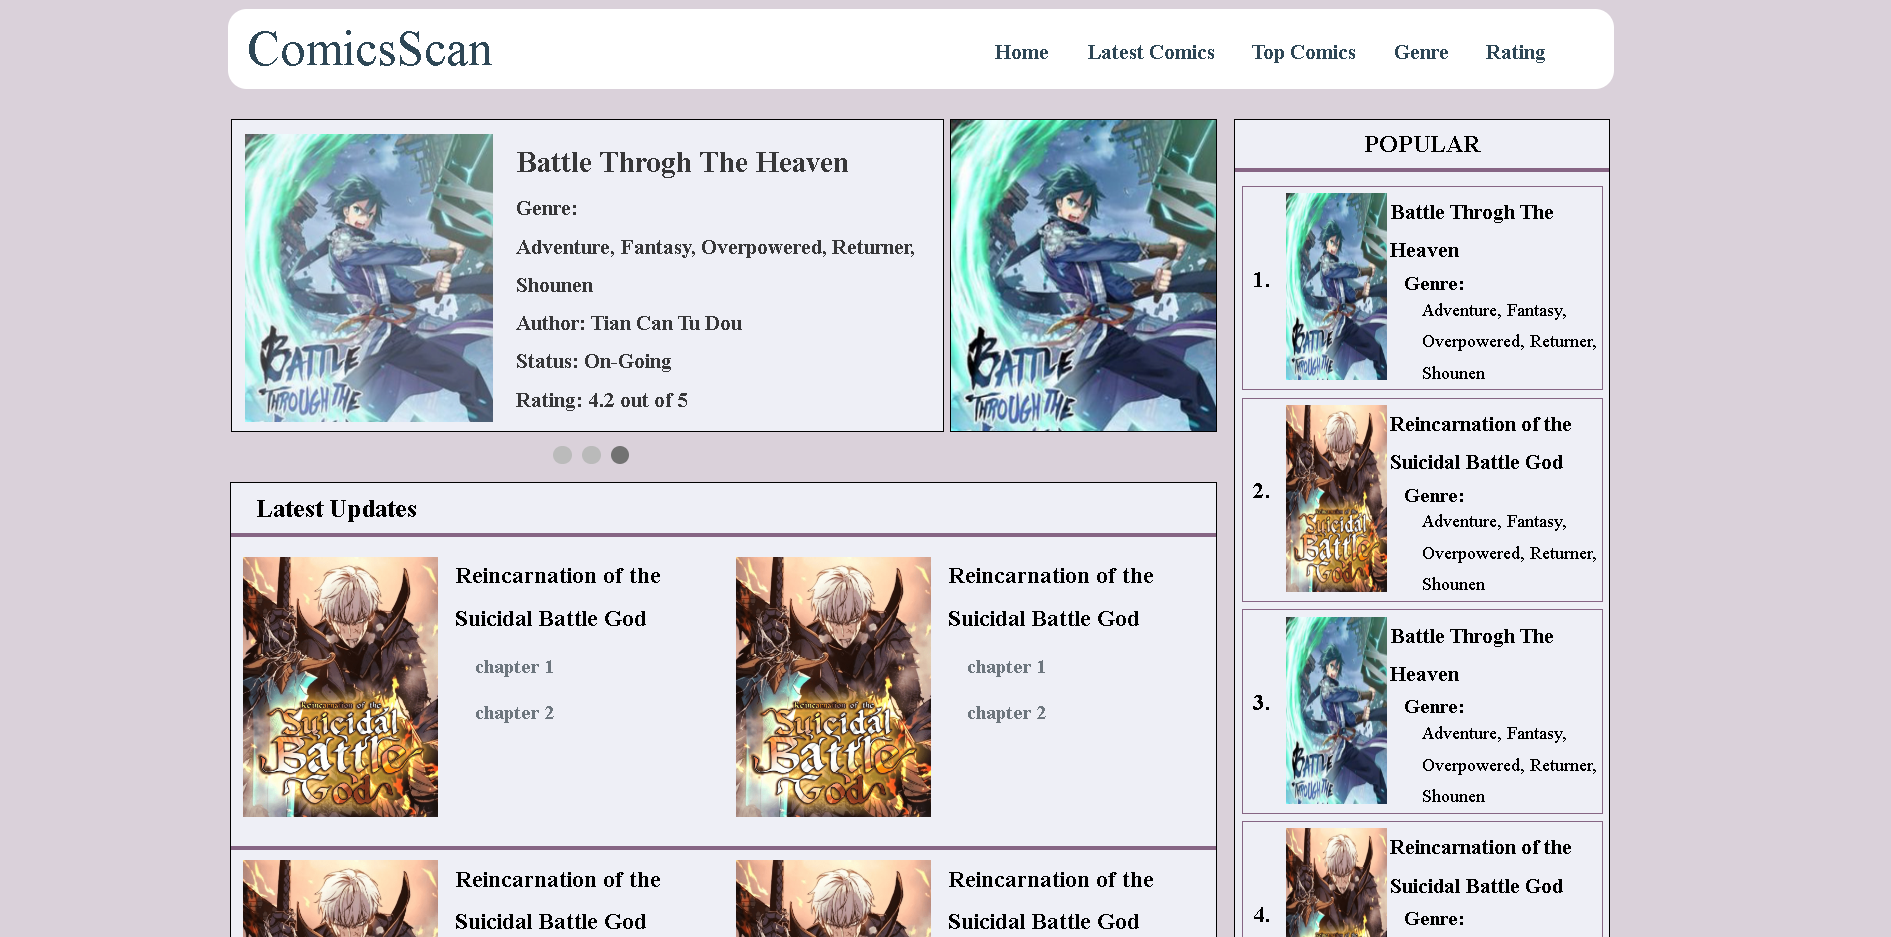 ComicsScan
Home Latest Comics Top Comics Genre Rating
BATTLE
THROUGH THE
Battle Throgh The Heaven
Genre:
Adventure, Fantasy, Overpowered, Returner,
Shounen
Author: Tian Can Tu Dou
Status: On-Going
Rating: 4.2 out of 5
BATTLE
THROUGH THE
Latest Updates
Reincarnation of the
Suicidal
Battle
God
Reincarnation of the
Suicidal Battle God
chapter 1
chapter 2
Reincarnation of the
Suicidal
Battle
God
Reincarnation of the
Suicidal Battle God
chapter 1
chapter 2
Reincarnation of the
Suicidal Battle God
Reincarnation of the
Suicidal Battle God
POPULAR
1.
BATTLE
THROUGH THE
Battle Throgh The
Heaven
Genre:
Adventure, Fantasy,
Overpowered, Returner,
Shounen
2.
Reincarnation of the
Suicidal
Battle
God
Reincarnation of the
Suicidal Battle God
Genre:
Adventure, Fantasy,
Overpowered, Returner,
Shounen
3.
BATTLE
THROUGH THE
Battle Throgh The
Heaven
Genre:
Adventure, Fantasy,
Overpowered, Returner,
Shounen
4.
Reincarnation of the
Suicidal Battle God
Genre: